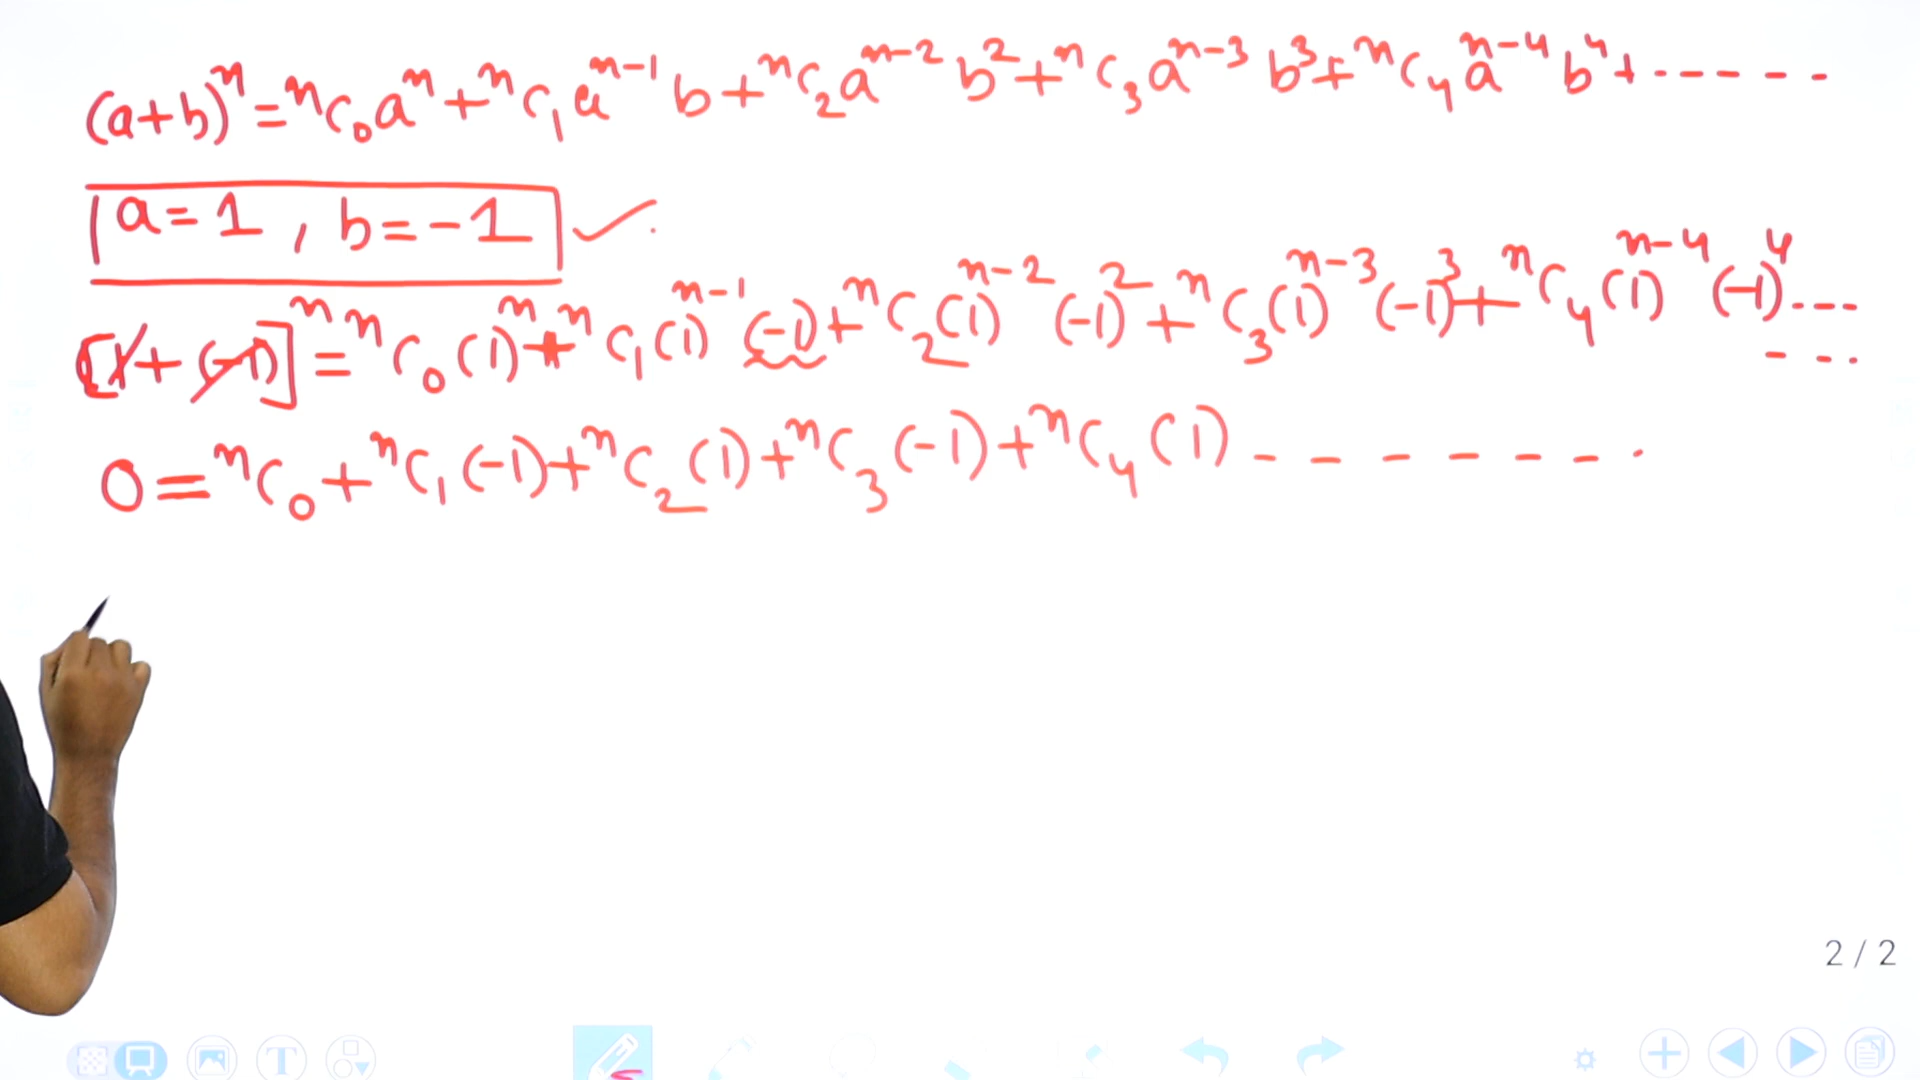 (a+b)ⁿ = ⁿC₀aⁿ + ⁿC₁aⁿ⁻¹b + ⁿC₂aⁿ⁻²b² + ⁿC₃aⁿ⁻³b³ + ⁿC₄aⁿ⁻⁴b⁴ + ------
a = 1 , b = -1 ✓.
[1 + (-1)]ⁿ = ⁿC₀(1)ⁿ + ⁿC₁(1)ⁿ⁻¹(-1) + ⁿC₂(1)ⁿ⁻²(-1)² + ⁿC₃(1)ⁿ⁻³(-1)³ + ⁿC₄(1)ⁿ⁻⁴(-1)⁴ ---
---
0 = ⁿC₀ + ⁿC₁(-1) + ⁿC₂(1) + ⁿC₃(-1) + ⁿC₄(1) -------
2 / 2
T